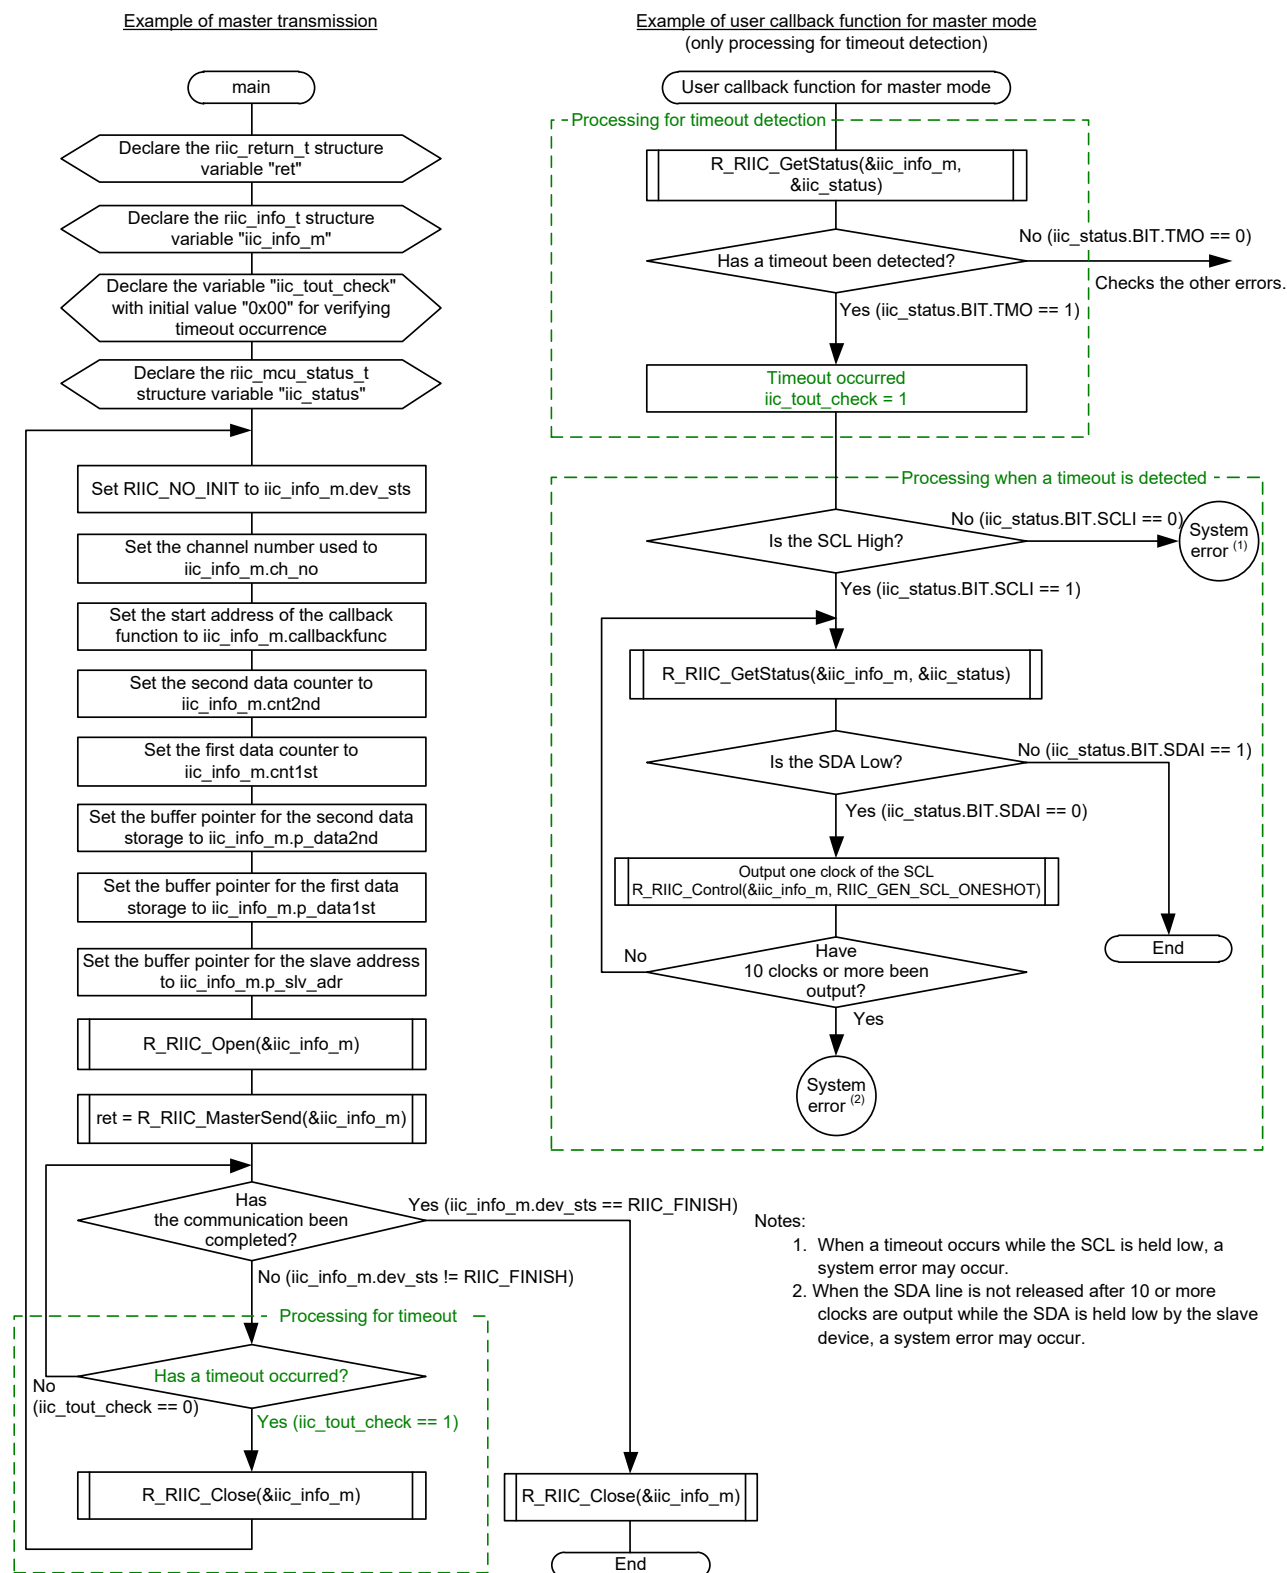 Example of master transmission
main
Declare the riic_return_t structure
variable "ret"
Declare the riic_info_t structure
variable "iic_info_m"
Declare the variable "iic_tout_check"
with initial value "0x00" for verifying
timeout occurrence
Declare the riic_mcu_status_t
structure variable "iic_status"
Set RIIC_NO_INIT to iic_info_m.dev_sts
Set the channel number used to
iic_info_m.ch_no
Set the start address of the callback
function to iic_info_m.callbackfunc
Set the second data counter to
iic_info_m.cnt2nd
Set the first data counter to
iic_info_m.cnt1st
Set the buffer pointer for the second data
storage to iic_info_m.p_data2nd
Set the buffer pointer for the first data
storage to iic_info_m.p_data1st
Set the buffer pointer for the slave address
to iic_info_m.p_slv_adr
R_RIIC_Open(&iic_info_m)
ret = R_RIIC_MasterSend(&iic_info_m)
Has
the communication been
completed?
Yes (iic_info_m.dev_sts == RIIC_FINISH)
No (iic_info_m.dev_sts != RIIC_FINISH)
Processing for timeout
Has a timeout occurred?
No
(iic_tout_check == 0)
Yes (iic_tout_check == 1)
R_RIIC_Close(&iic_info_m)
R_RIIC_Close(&iic_info_m)
End
Example of user callback function for master mode
(only processing for timeout detection)
User callback function for master mode
Processing for timeout detection
R_RIIC_GetStatus(&iic_info_m,
&iic_status)
Has a timeout been detected?
No (iic_status.BIT.TMO == 0)
Checks the other errors.
Yes (iic_status.BIT.TMO == 1)
Timeout occurred
iic_tout_check = 1
Processing when a timeout is detected
Is the SCL High?
No (iic_status.BIT.SCLI == 0)
System
error (1)
Yes (iic_status.BIT.SCLI == 1)
R_RIIC_GetStatus(&iic_info_m, &iic_status)
Is the SDA Low?
No (iic_status.BIT.SDAI == 1)
Yes (iic_status.BIT.SDAI == 0)
Output one clock of the SCL
R_RIIC_Control(&iic_info_m, RIIC_GEN_SCL_ONESHOT)
End
No
Have
10 clocks or more been
output?
Yes
System
error (2)
Notes:
1. When a timeout occurs while the SCL is held low, a
system error may occur.
2. When the SDA line is not released after 10 or more
clocks are output while the SDA is held low by the slave
device, a system error may occur.